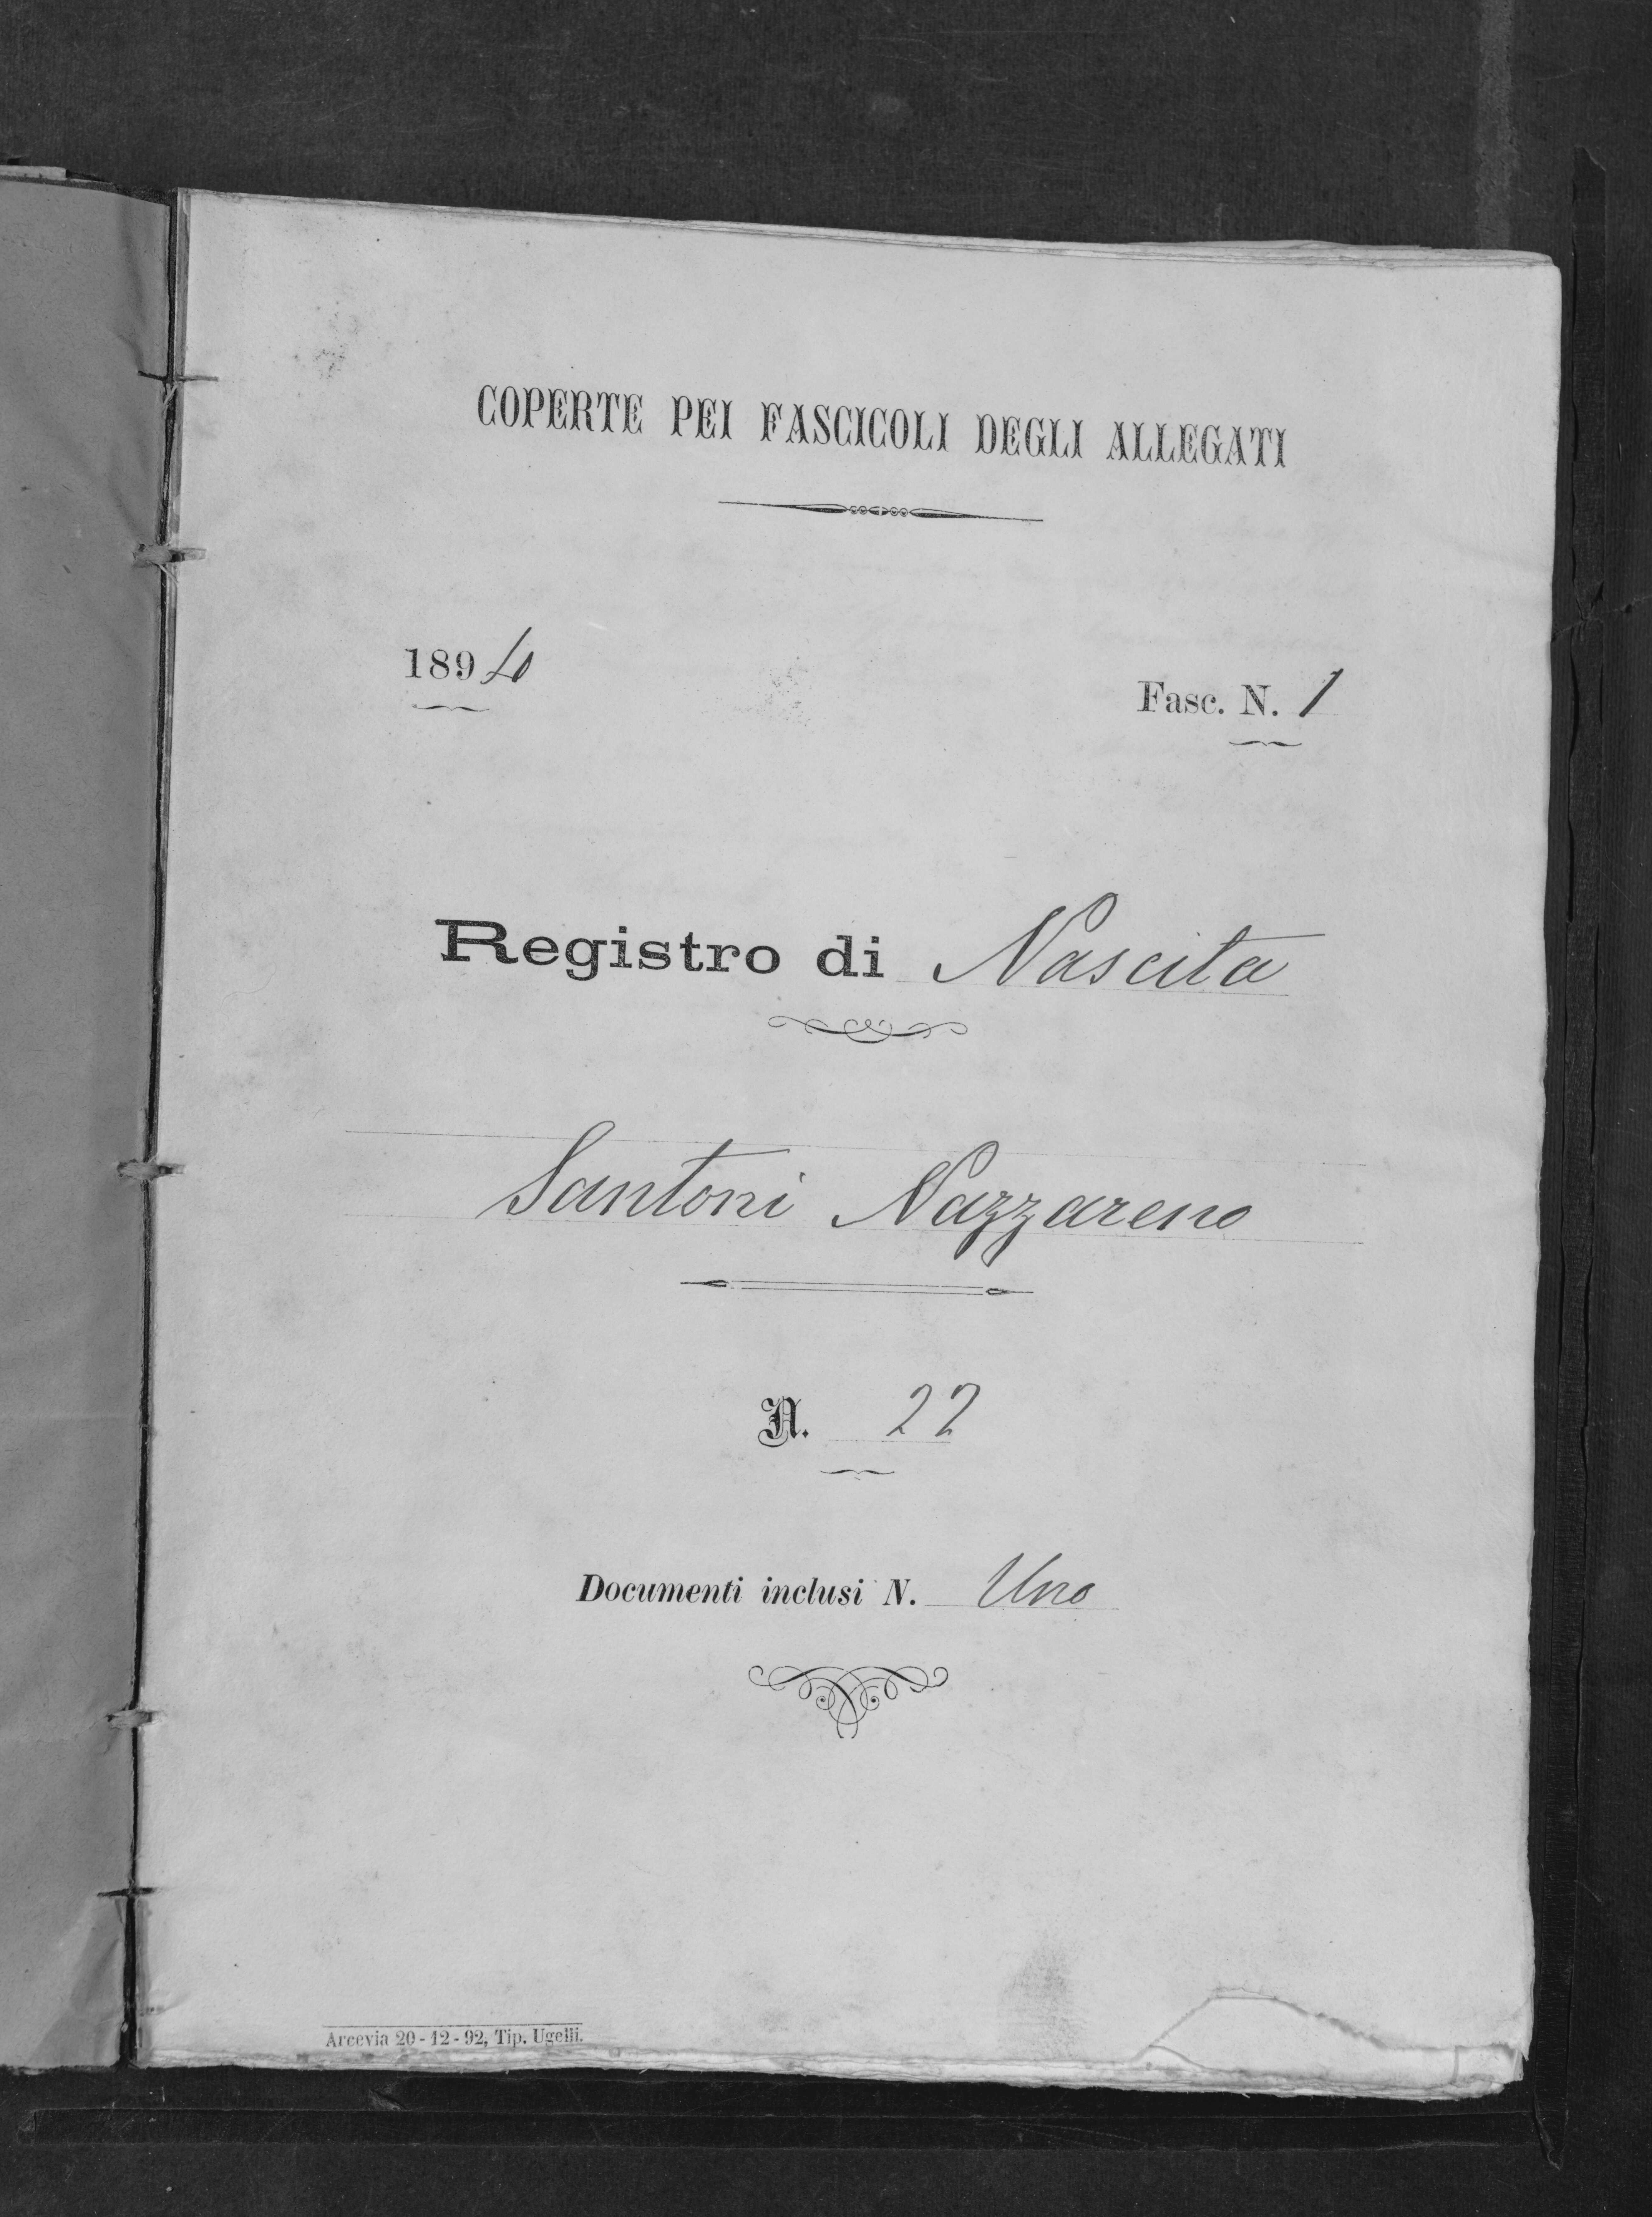 COPERTE PEI FASCICOLI DEGLI ALLEGATI
1894
Fasc. N. 1
Registro di Nascita
Santoni Nazzareno
N. 22
Documenti inclusi N. Uno
Arcevia 20-12-92, Tip. Ugelli.